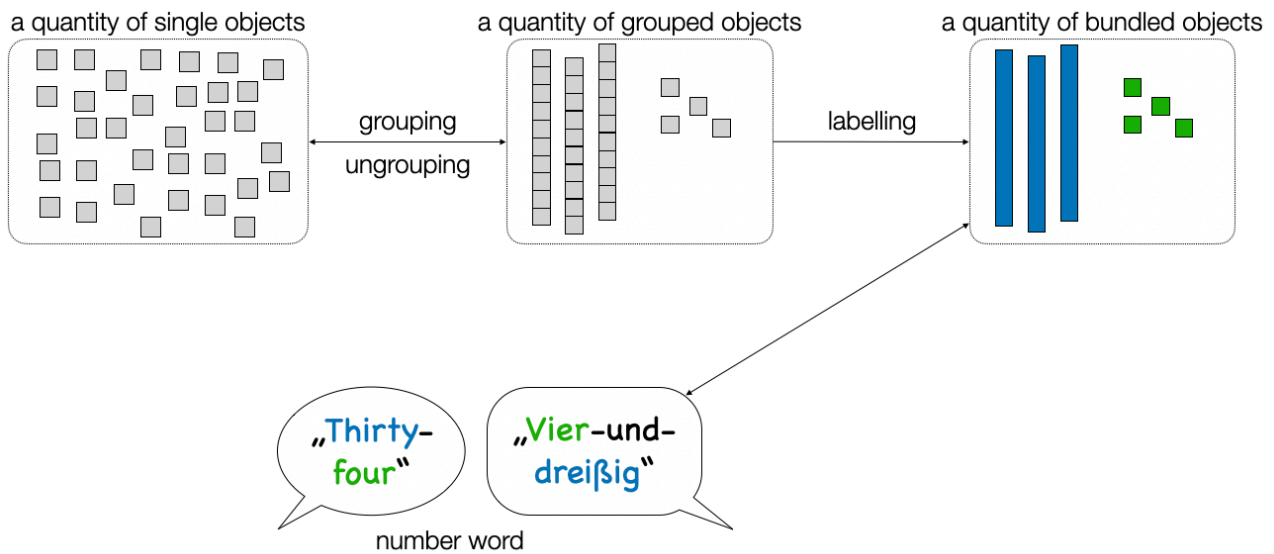 a quantity of single objects
a quantity of grouped objects
a quantity of bundled objects
grouping
ungrouping
labelling
„Thirty-
four“
„Vier-und-
dreißig“
number word